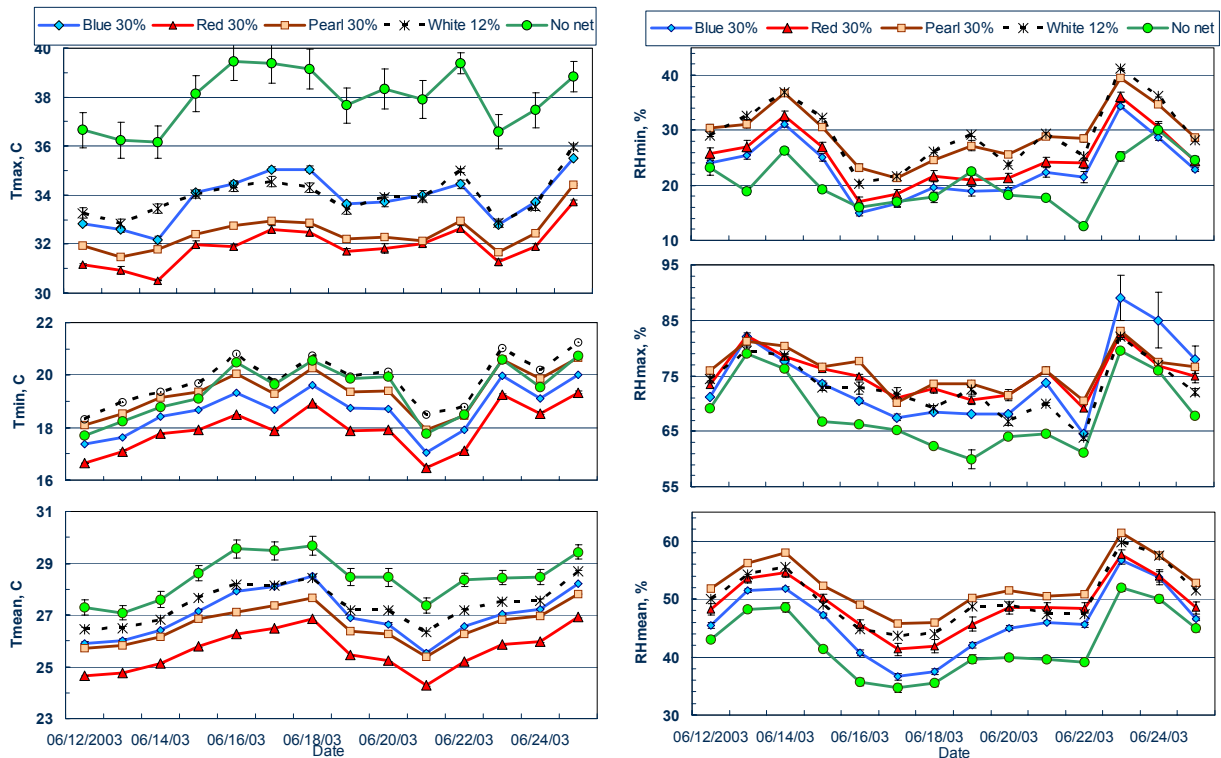 Blue 30% Red 30% Pearl 30% White 12% No net
40
38
36
34
32
30
Tmax, C
22
20
18
16
Tmin, C
31
29
27
25
23
Tmean, C
06/12/2003 06/14/03 06/16/03 06/18/03 06/20/03 06/22/03 06/24/03
Date
Blue 30% Red 30% Pearl 30% White 12% No net
40
30
20
10
RHmin, %
95
85
75
65
55
RHmax, %
60
50
40
30
RHmean, %
06/12/2003 06/14/03 06/16/03 06/18/03 06/20/03 06/22/03 06/24/03
Date